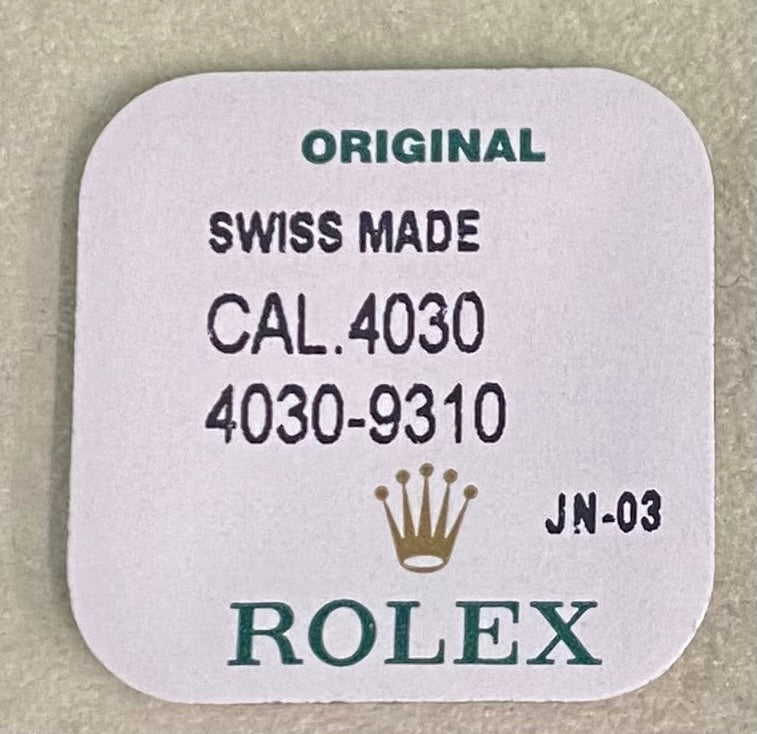 ORIGINAL
SWISS MADE
CAL.4030
4030-9310
JN-03
ROLEX